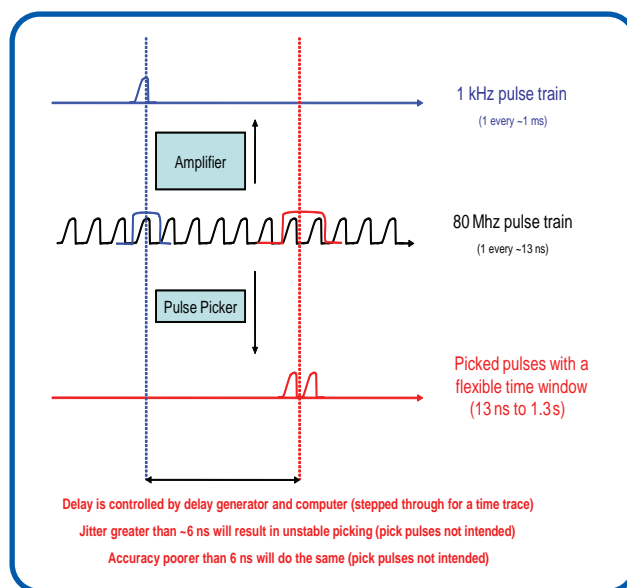 1 kHz pulse train
(1 every ~1 ms)
Amplifier
80 Mhz pulse train
(1 every ~13 ns)
Pulse Picker
Picked pulses with a
flexible time window
(13 ns to 1.3 s)
Delay is controlled by delay generator and computer (stepped through for a time trace)
Jitter greater than ~6 ns will result in unstable picking (pick pulses not intended)
Accuracy poorer than 6 ns will do the same (pick pulses not intended)